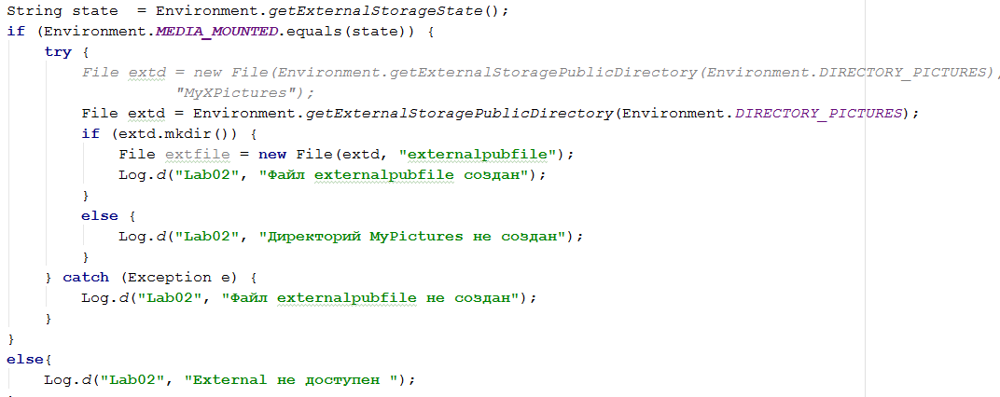 String state  = Environment.getExternalStorageState();
if (Environment.MEDIA_MOUNTED.equals(state)) {
    try {
        File extd = new File(Environment.getExternalStoragePublicDirectory(Environment.DIRECTORY_PICTURES),
                  "MyXPictures");
        File extd = Environment.getExternalStoragePublicDirectory(Environment.DIRECTORY_PICTURES);
        if (extd.mkdir()) {
            File extfile = new File(extd, "externalpubfile");
            Log.d("Lab02", "Файл externalpubfile создан");
        }
        else {
            Log.d("Lab02", "Директорий MyPictures не создан");
        }
    } catch (Exception e) {
        Log.d("Lab02", "Файл externalpubfile не создан");
    }
}
else{
    Log.d("Lab02", "External не доступен ");